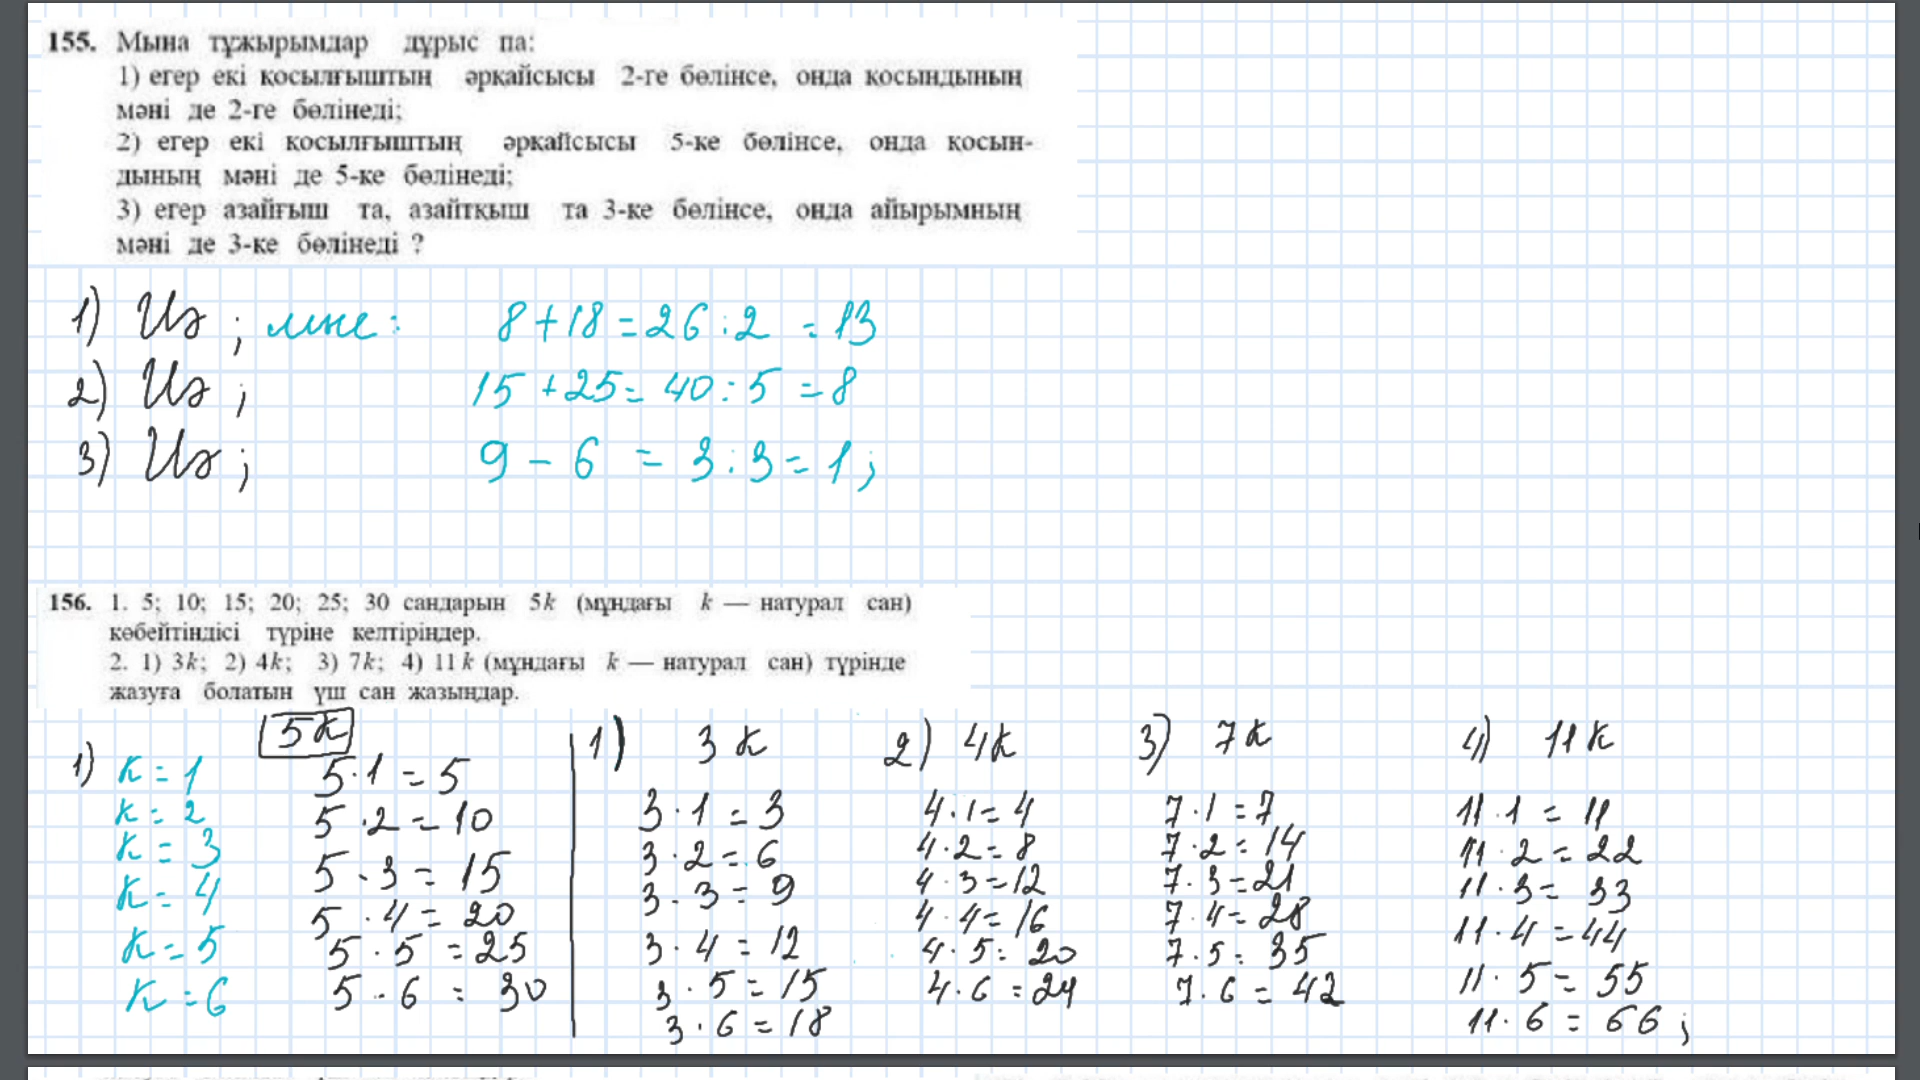 155. Мына тұжырымдар дұрыс па:
1) егер екі қосылғыштың әрқайсысы 2-ге бөлінсе, онда қосындының
мәні де 2-ге бөлінеді;
2) егер екі қосылғыштың әрқайсысы 5-ке бөлінсе, онда қосын-
дының мәні де 5-ке бөлінеді;
3) егер азайғыш та, азайтқыш та 3-ке бөлінсе, онда айырымның
мәні де 3-ке бөлінеді ?
1) Иә ; мне: 8+18=26:2 =13
2) Иә ; 15+25=40:5=8
3) Иә ; 9-6=3:3=1;
156. 1. 5; 10; 15; 20; 25; 30 сандарын 5k (мұндағы k — натурал сан)
көбейтіндісі түріне келтіріңдер.
2. 1) 3k; 2) 4k; 3) 7k; 4) 11k (мұндағы k — натурал сан) түрінде
жазуға болатын үш сан жазыңдар.
5k
1) k=1 5·1=5
k=2 5·2=10
k=3 5·3=15
k=4 5·4=20
k=5 5·5=25
k=6 5·6=30
1) 3k
3·1=3
3·2=6
3·3=9
3·4=12
3·5=15
3·6=18
2) 4k
4·1=4
4·2=8
4·3=12
4·4=16
4·5=20
4·6=24
3) 7k
7·1=7
7·2=14
7·3=21
7·4=28
7·5=35
7·6=42
4) 11k
11·1=11
11·2=22
11·3=33
11·4=44
11·5=55
11·6=66;